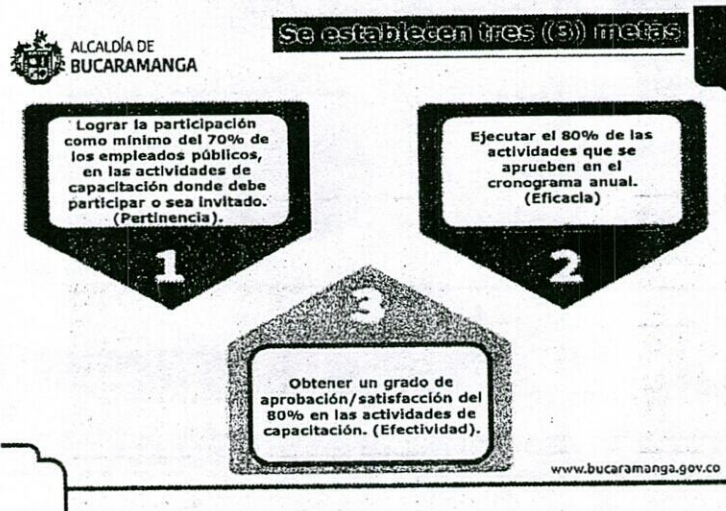 ALCALDÍA DE
BUCARAMANGA
Se establecen tres (3) metas
Lograr la participación
como mínimo del 70% de
los empleados públicos,
en las actividades de
capacitación donde debe
participar o sea invitado.
(Pertinencia).
1
Ejecutar el 80% de las
actividades que se
aprueben en el
cronograma anual.
(Eficacia)
2
3
Obtener un grado de
aprobación/satisfacción del
80% en las actividades de
capacitación. (Efectividad).
www.bucaramanga.gov.co